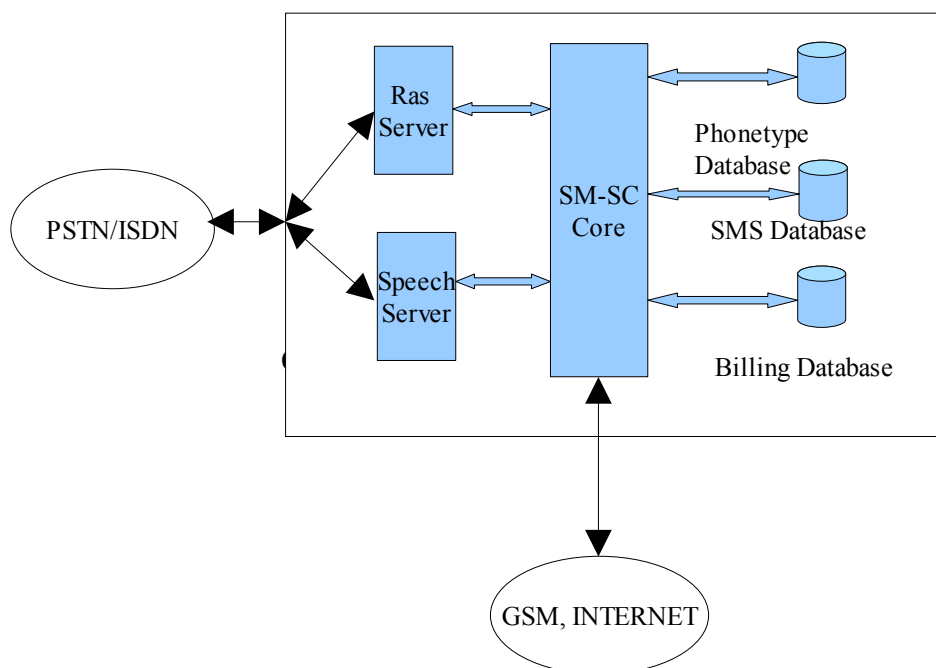 Ras
Server
Phonetype
Database
SM-SC
Core
PSTN/ISDN
SMS Database
Speech
Server
Billing Database
GSM, INTERNET